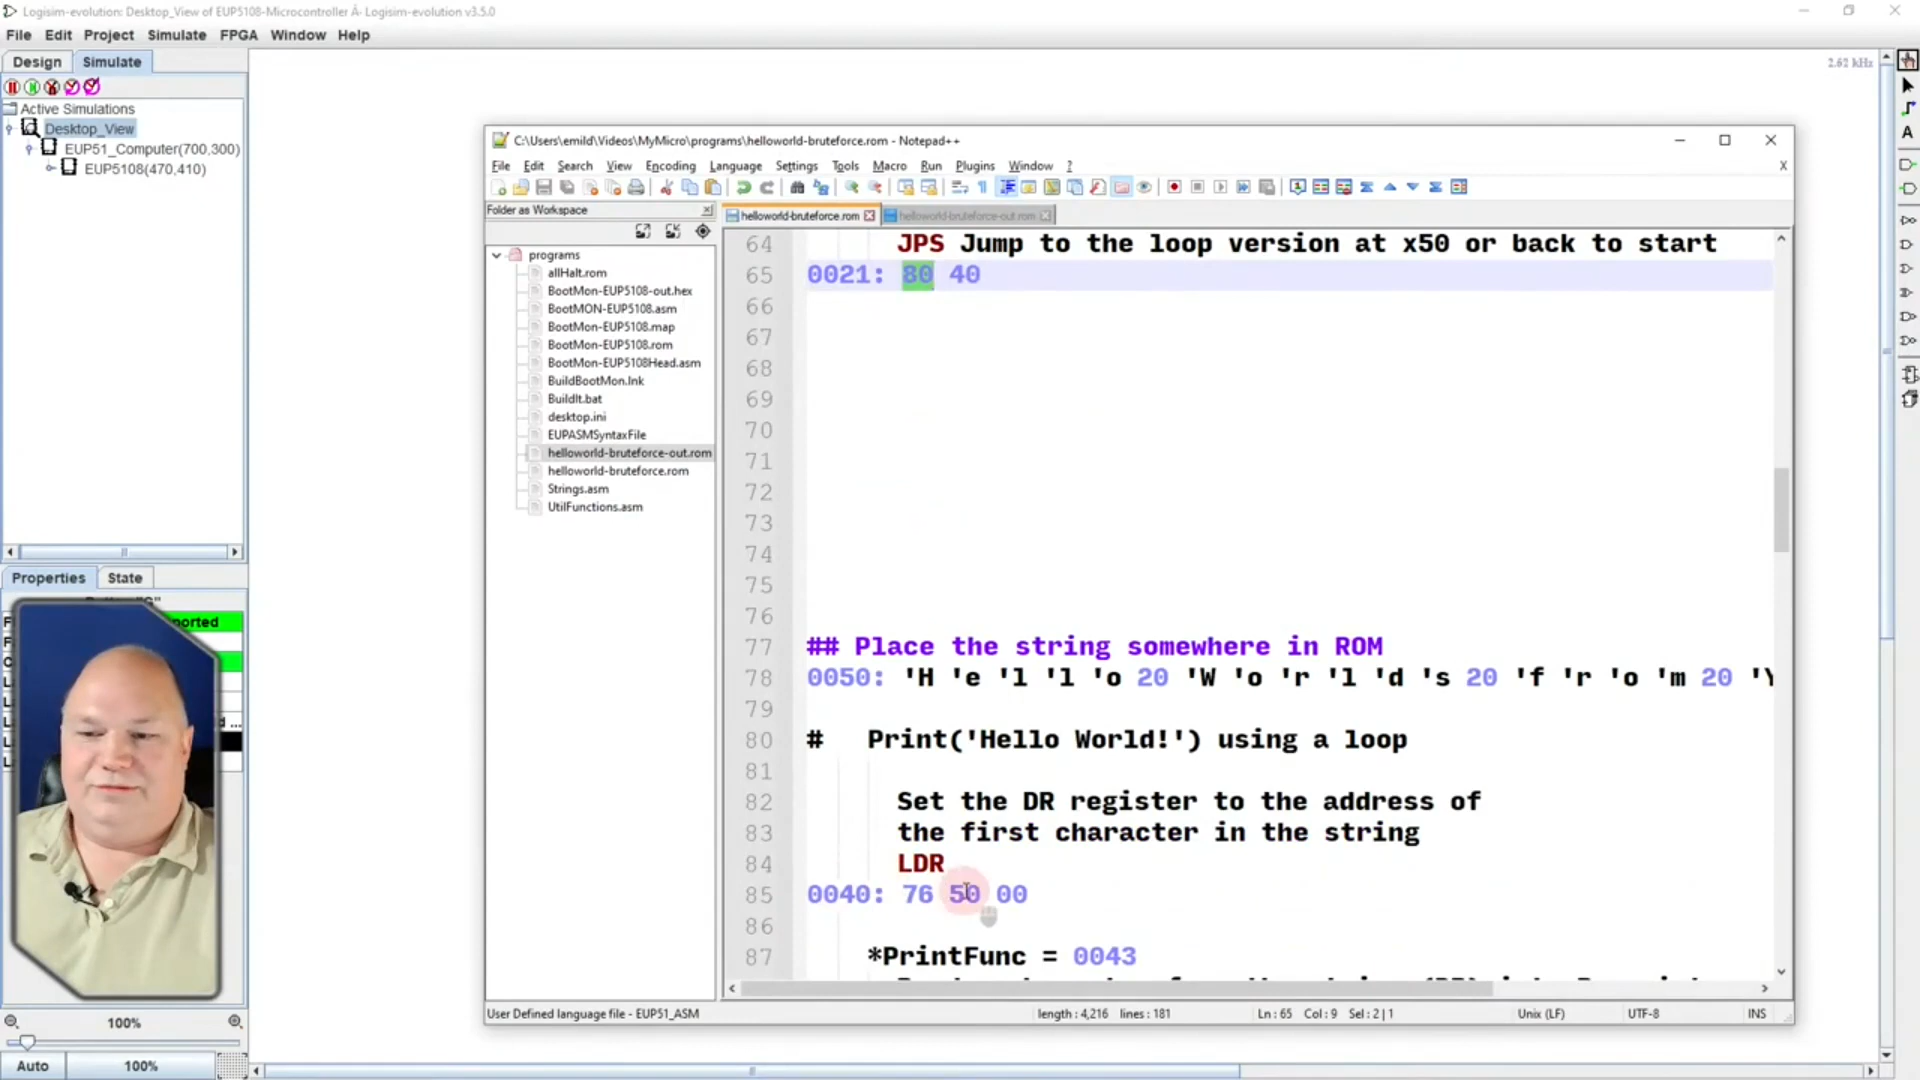 Logisim-evolution: Desktop_View of EUP5108-Microcontroller Â· Logisim-evolution v3.5.0
File Edit Project Simulate FPGA Window Help
Design Simulate
2.62 kHz
Active Simulations
Desktop_View
EUP51_Computer(700,300)
EUP5108(470,410)
C:\Users\emild\Videos\MyMicro\programs\helloworld-bruteforce.rom - Notepad++
File Edit Search View Encoding Language Settings Tools Macro Run Plugins Window ? X
Folder as Workspace
helloworld-bruteforce.rom helloworld-bruteforce-out.rom
programs
allHalt.rom
BootMon-EUP5108-out.hex
BootMON-EUP5108.asm
BootMon-EUP5108.map
BootMon-EUP5108.rom
BootMon-EUP5108Head.asm
BuildBootMon.lnk
BuildIt.bat
desktop.ini
EUPASMSyntaxFile
helloworld-bruteforce-out.rom
helloworld-bruteforce.rom
Strings.asm
UtilFunctions.asm
64 JPS Jump to the loop version at x50 or back to start
65 0021: 80 40
66
67
68
69
70
71
72
73
74
75
76
77 ## Place the string somewhere in ROM
78 0050: 'H 'e 'l 'l 'o 20 'W 'o 'r 'l 'd 's 20 'f 'r 'o 'm 20 'Y
79
80 # Print('Hello World!') using a loop
81
82 Set the DR register to the address of
83 the first character in the string
84 LDR
85 0040: 76 50 00
86
87 *PrintFunc = 0043
User Defined language file - EUP51_ASM length : 4,216 lines : 181 Ln : 65 Col : 9 Sel : 2 | 1 Unix (LF) UTF-8 INS
Properties State
ported
100%
Auto 100%